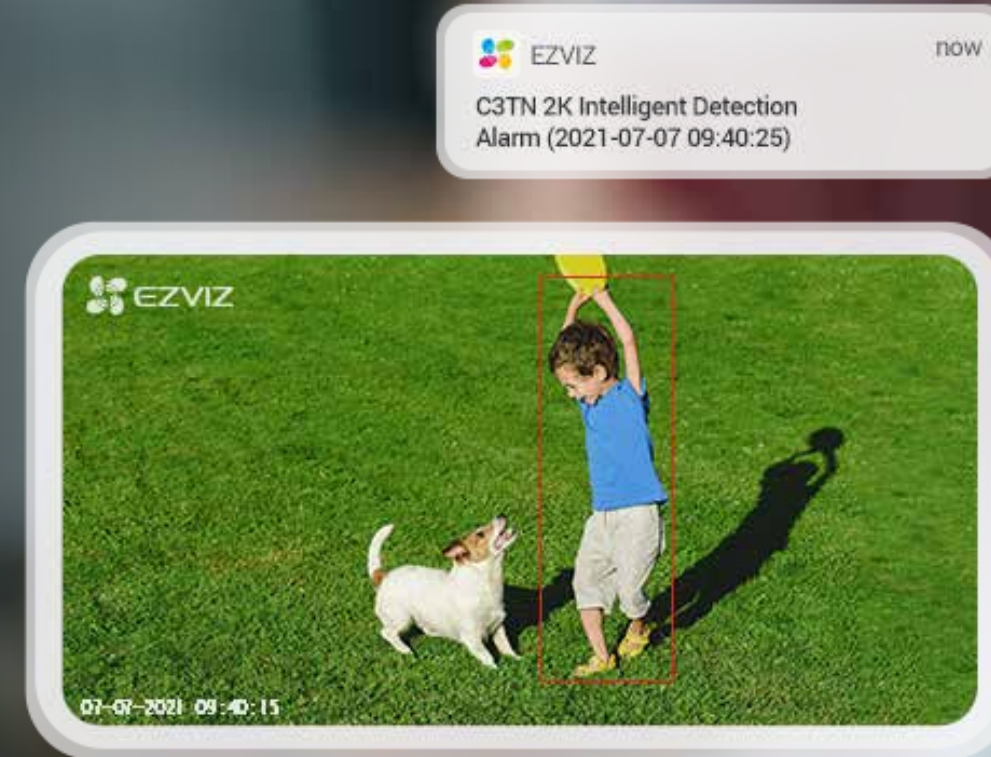 EZVIZ
now
C3TN 2K Intelligent Detection
Alarm (2021-07-07 09:40:25)
EZVIZ
07-07-2021 09:40:15